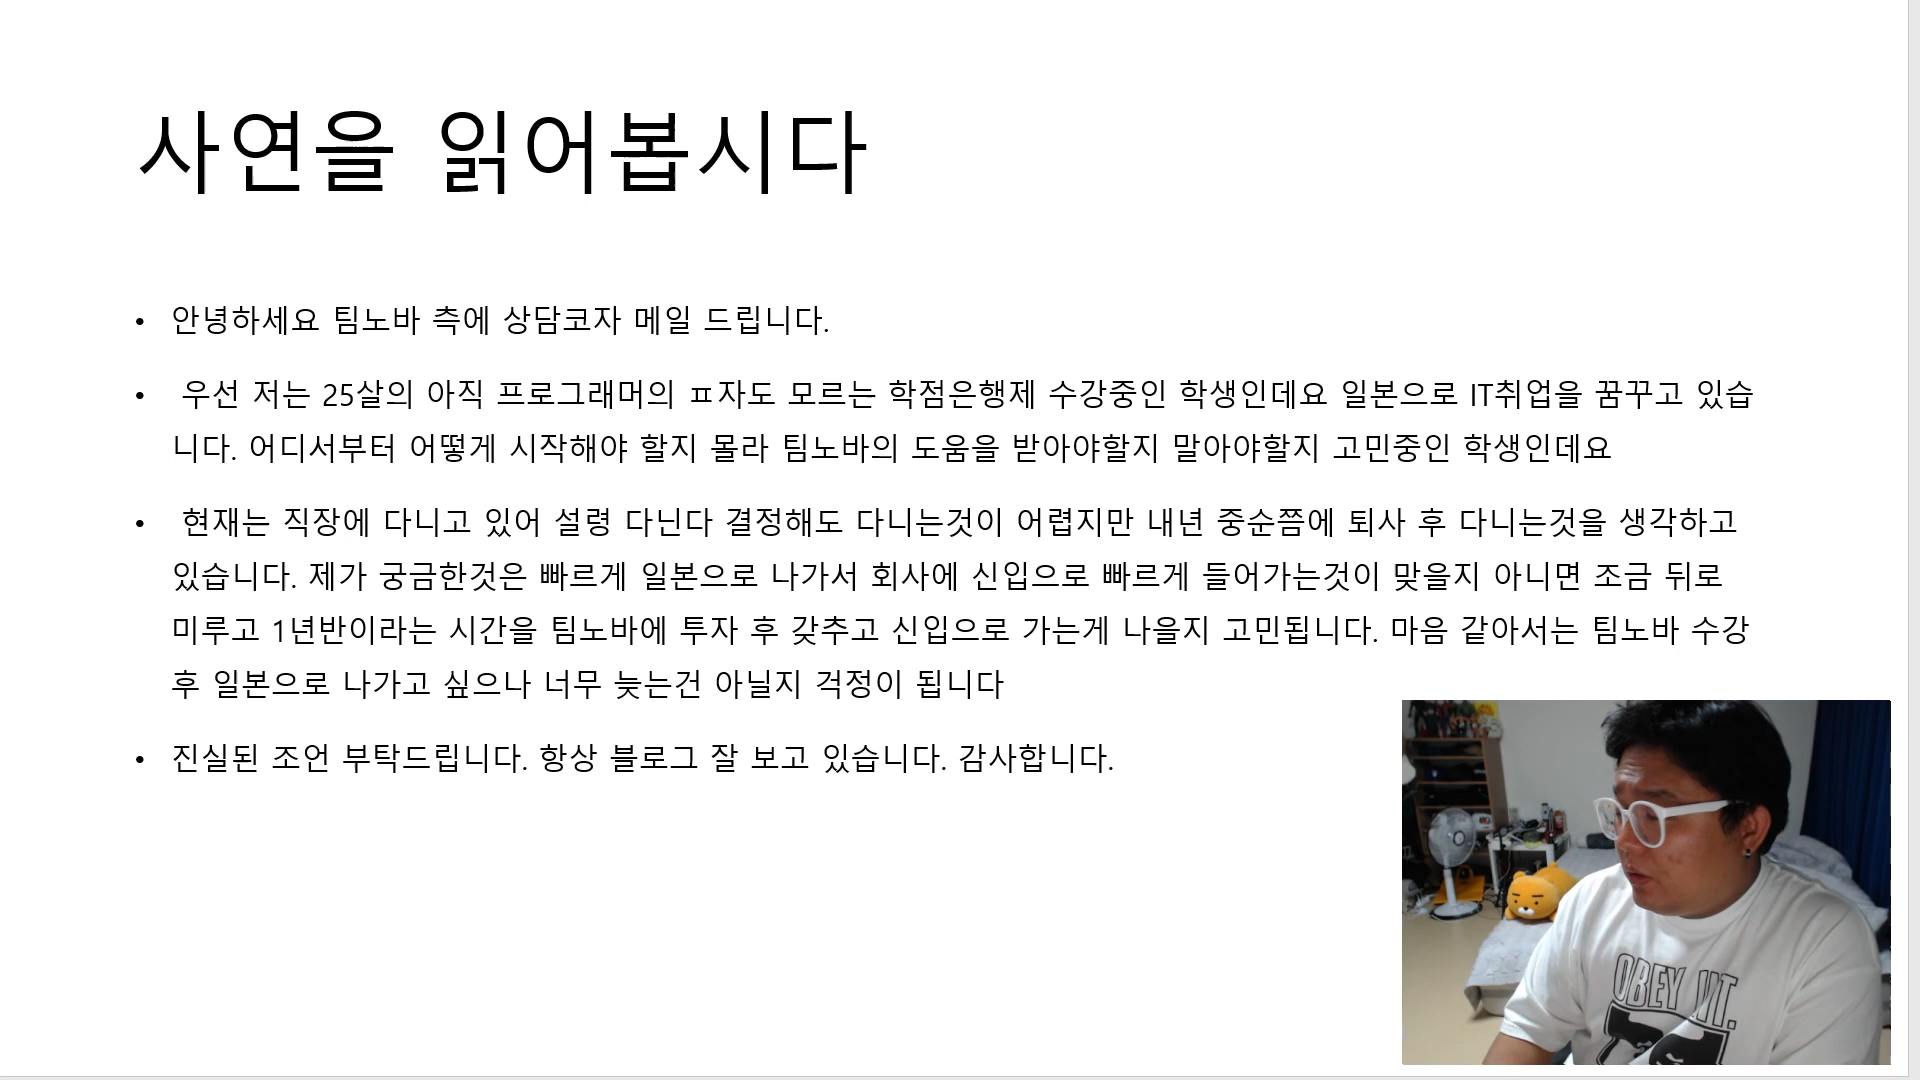 사연을 읽어봅시다
• 안녕하세요 팀노바 측에 상담코자 메일 드립니다.
• 우선 저는 25살의 아직 프로그래머의 ㅍ자도 모르는 학점은행제 수강중인 학생인데요 일본으로 IT취업을 꿈꾸고 있습
니다. 어디서부터 어떻게 시작해야 할지 몰라 팀노바의 도움을 받아야할지 말아야할지 고민중인 학생인데요
• 현재는 직장에 다니고 있어 설령 다닌다 결정해도 다니는것이 어렵지만 내년 중순쯤에 퇴사 후 다니는것을 생각하고
있습니다. 제가 궁금한것은 빠르게 일본으로 나가서 회사에 신입으로 빠르게 들어가는것이 맞을지 아니면 조금 뒤로
미루고 1년반이라는 시간을 팀노바에 투자 후 갖추고 신입으로 가는게 나을지 고민됩니다. 마음 같아서는 팀노바 수강
후 일본으로 나가고 싶으나 너무 늦는건 아닐지 걱정이 됩니다
• 진실된 조언 부탁드립니다. 항상 블로그 잘 보고 있습니다. 감사합니다.
OBEY